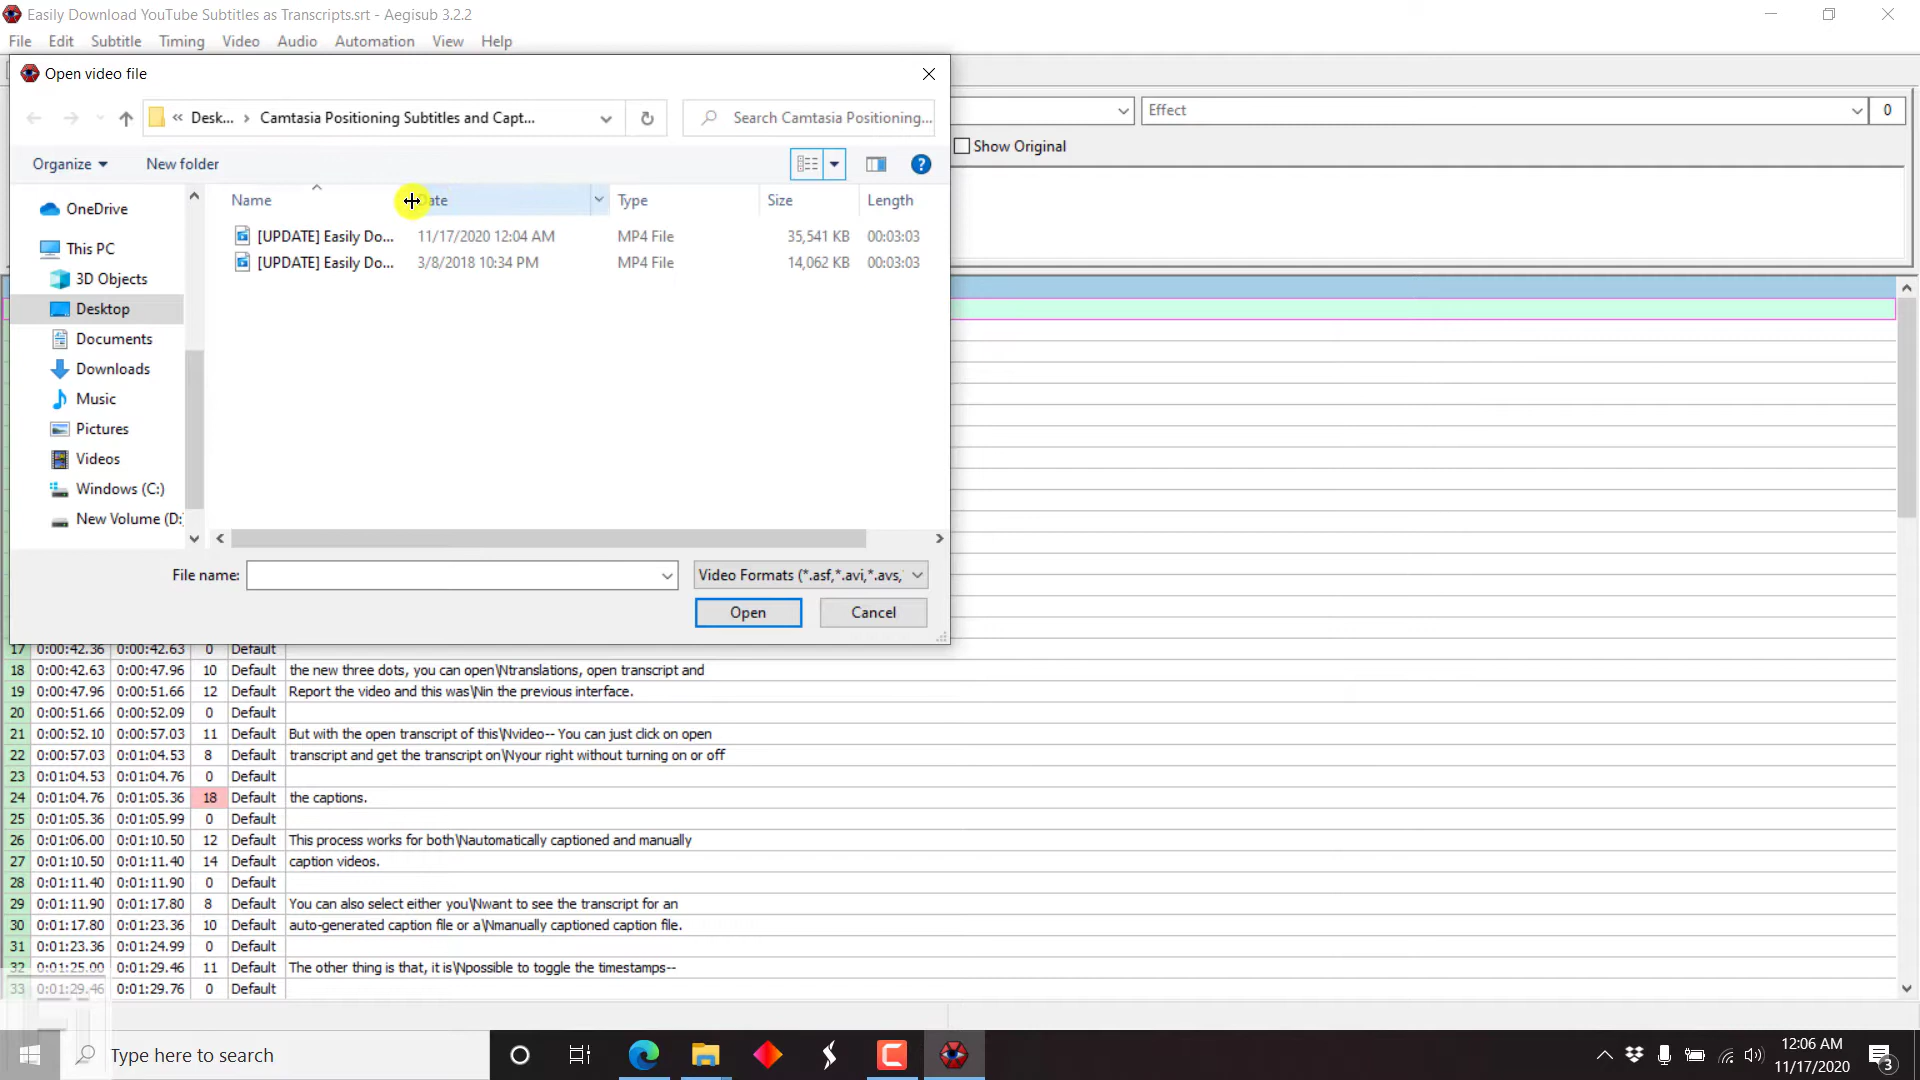 Easily Download YouTube Subtitles as Transcripts.srt - Aegisub 3.2.2
File Edit Subtitle Timing Video Audio Automation View Help
Open video file
« Desk... › Camtasia Positioning Subtitles and Capt...
Search Camtasia Positioning...
Effect
0
Organize
New folder
Show Original
Name
Date
Type
Size
Length
OneDrive
This PC
3D Objects
Desktop
Documents
Downloads
Music
Pictures
Videos
Windows (C:)
New Volume (D:
[UPDATE] Easily Do... 11/17/2020 12:04 AM MP4 File 35,541 KB 00:03:03
[UPDATE] Easily Do... 3/8/2018 10:34 PM MP4 File 14,062 KB 00:03:03
File name:
Video Formats (*.asf,*.avi,*.avs,
Open
Cancel
17 0:00:42.36 0:00:42.63 0 Default
18 0:00:42.63 0:00:47.96 10 Default the new three dots, you can open\Ntranslations, open transcript and
19 0:00:47.96 0:00:51.66 12 Default Report the video and this was\Nin the previous interface.
20 0:00:51.66 0:00:52.09 0 Default
21 0:00:52.10 0:00:57.03 11 Default But with the open transcript of this\Nvideo-- You can just click on open
22 0:00:57.03 0:01:04.53 8 Default transcript and get the transcript on\Nyour right without turning on or off
23 0:01:04.53 0:01:04.76 0 Default
24 0:01:04.76 0:01:05.36 18 Default the captions.
25 0:01:05.36 0:01:05.99 0 Default
26 0:01:06.00 0:01:10.50 12 Default This process works for both\Nautomatically captioned and manually
27 0:01:10.50 0:01:11.40 14 Default caption videos.
28 0:01:11.40 0:01:11.90 0 Default
29 0:01:11.90 0:01:17.80 8 Default You can also select either you\Nwant to see the transcript for an
30 0:01:17.80 0:01:23.36 10 Default auto-generated caption file or a\Nmanually captioned caption file.
31 0:01:23.36 0:01:24.99 0 Default
32 0:01:25.00 0:01:29.46 11 Default The other thing is that, it is\Npossible to toggle the timestamps--
33 0:01:29.46 0:01:29.76 0 Default
Type here to search
12:06 AM
11/17/2020
3